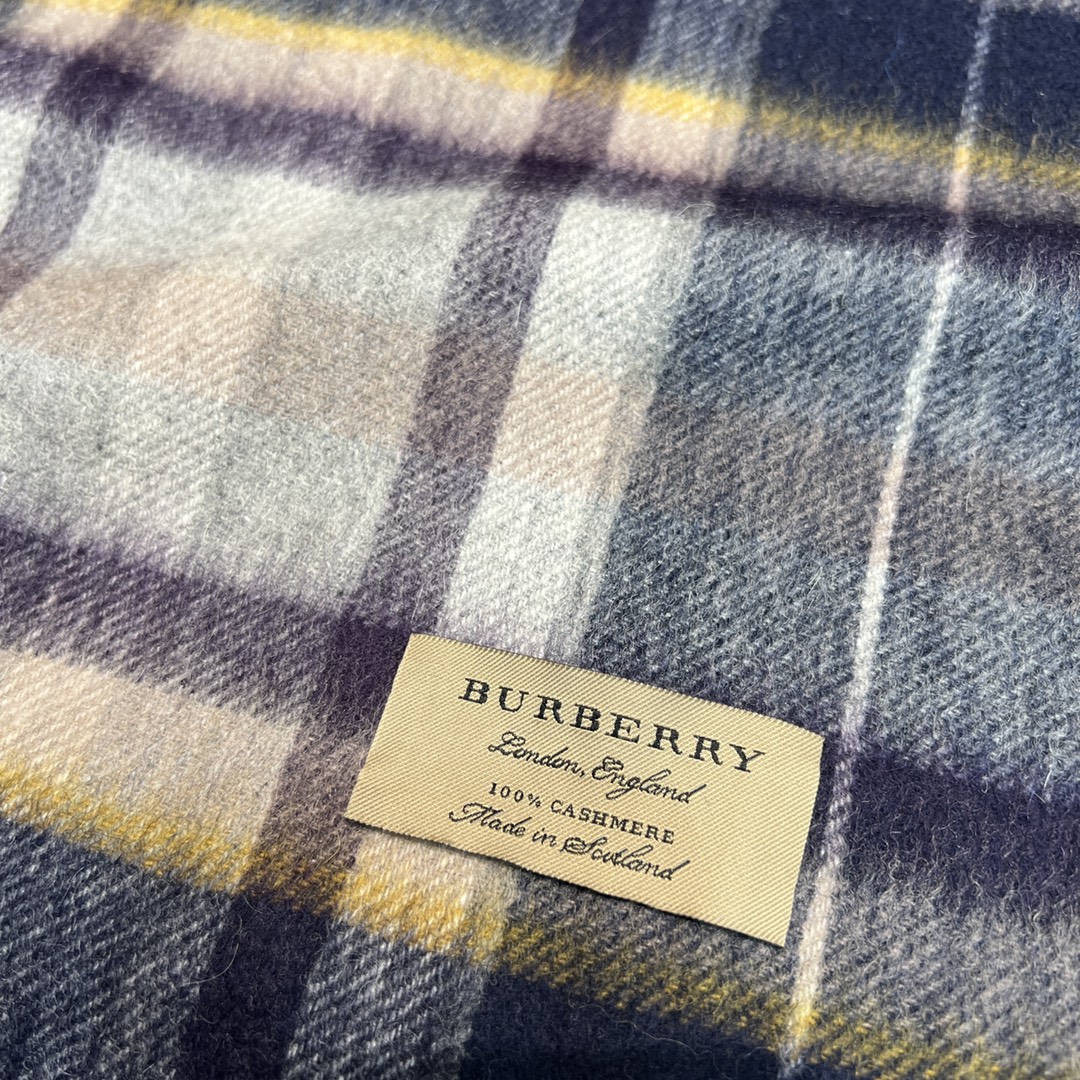 BURBERRY
London, England
100% CASHMERE
Made in Scotland